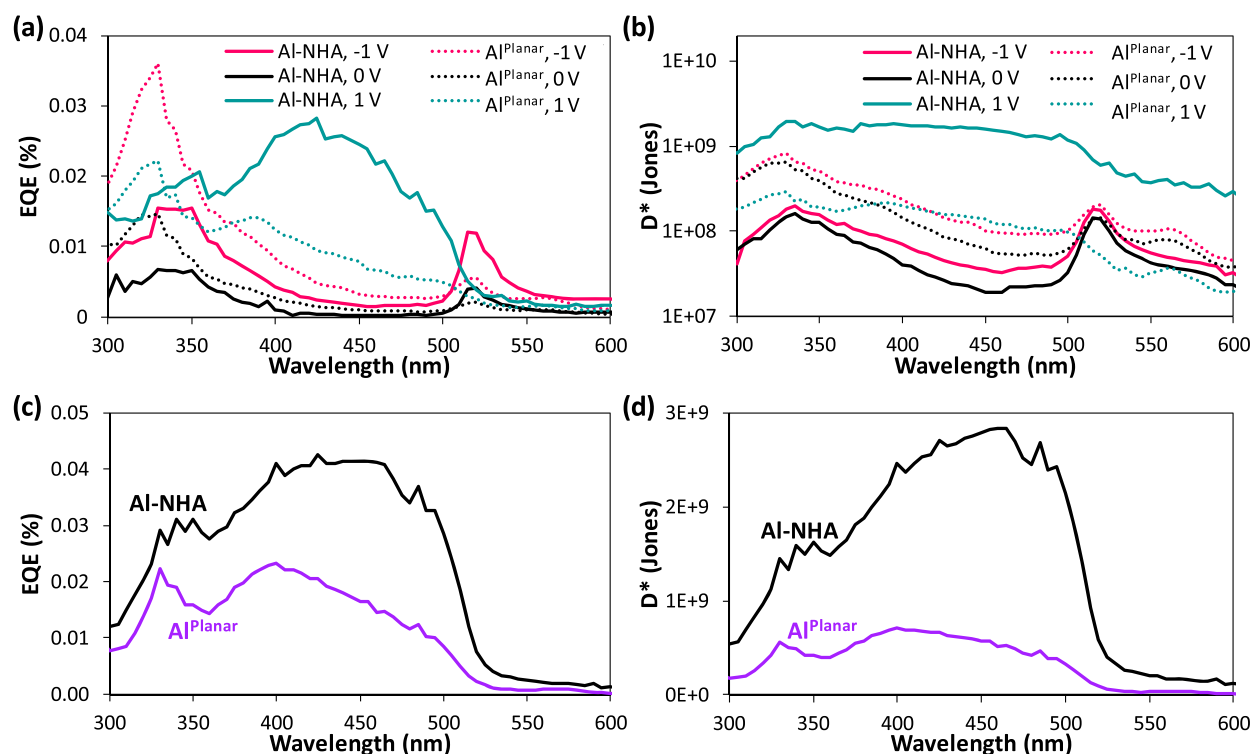 (a)
EQE (%)
0.04
0.03
0.02
0.01
0
Al-NHA, -1 V
Al-NHA, 0 V
Al-NHA, 1 V
Al^Planar, -1 V
Al^Planar, 0 V
Al^Planar, 1 V
300 350 400 450 500 550 600
Wavelength (nm)
(b)
D* (Jones)
1E+10
1E+09
1E+08
1E+07
Al-NHA, -1 V
Al-NHA, 0 V
Al-NHA, 1 V
Al^Planar, -1 V
Al^Planar, 0 V
Al^Planar, 1 V
300 350 400 450 500 550 600
Wavelength (nm)
(c)
EQE (%)
0.05
0.04
0.03
0.02
0.01
0.00
Al-NHA
Al^Planar
300 350 400 450 500 550 600
Wavelength (nm)
(d)
D* (Jones)
3E+9
2E+9
1E+9
0E+0
Al-NHA
Al^Planar
300 350 400 450 500 550 600
Wavelength (nm)